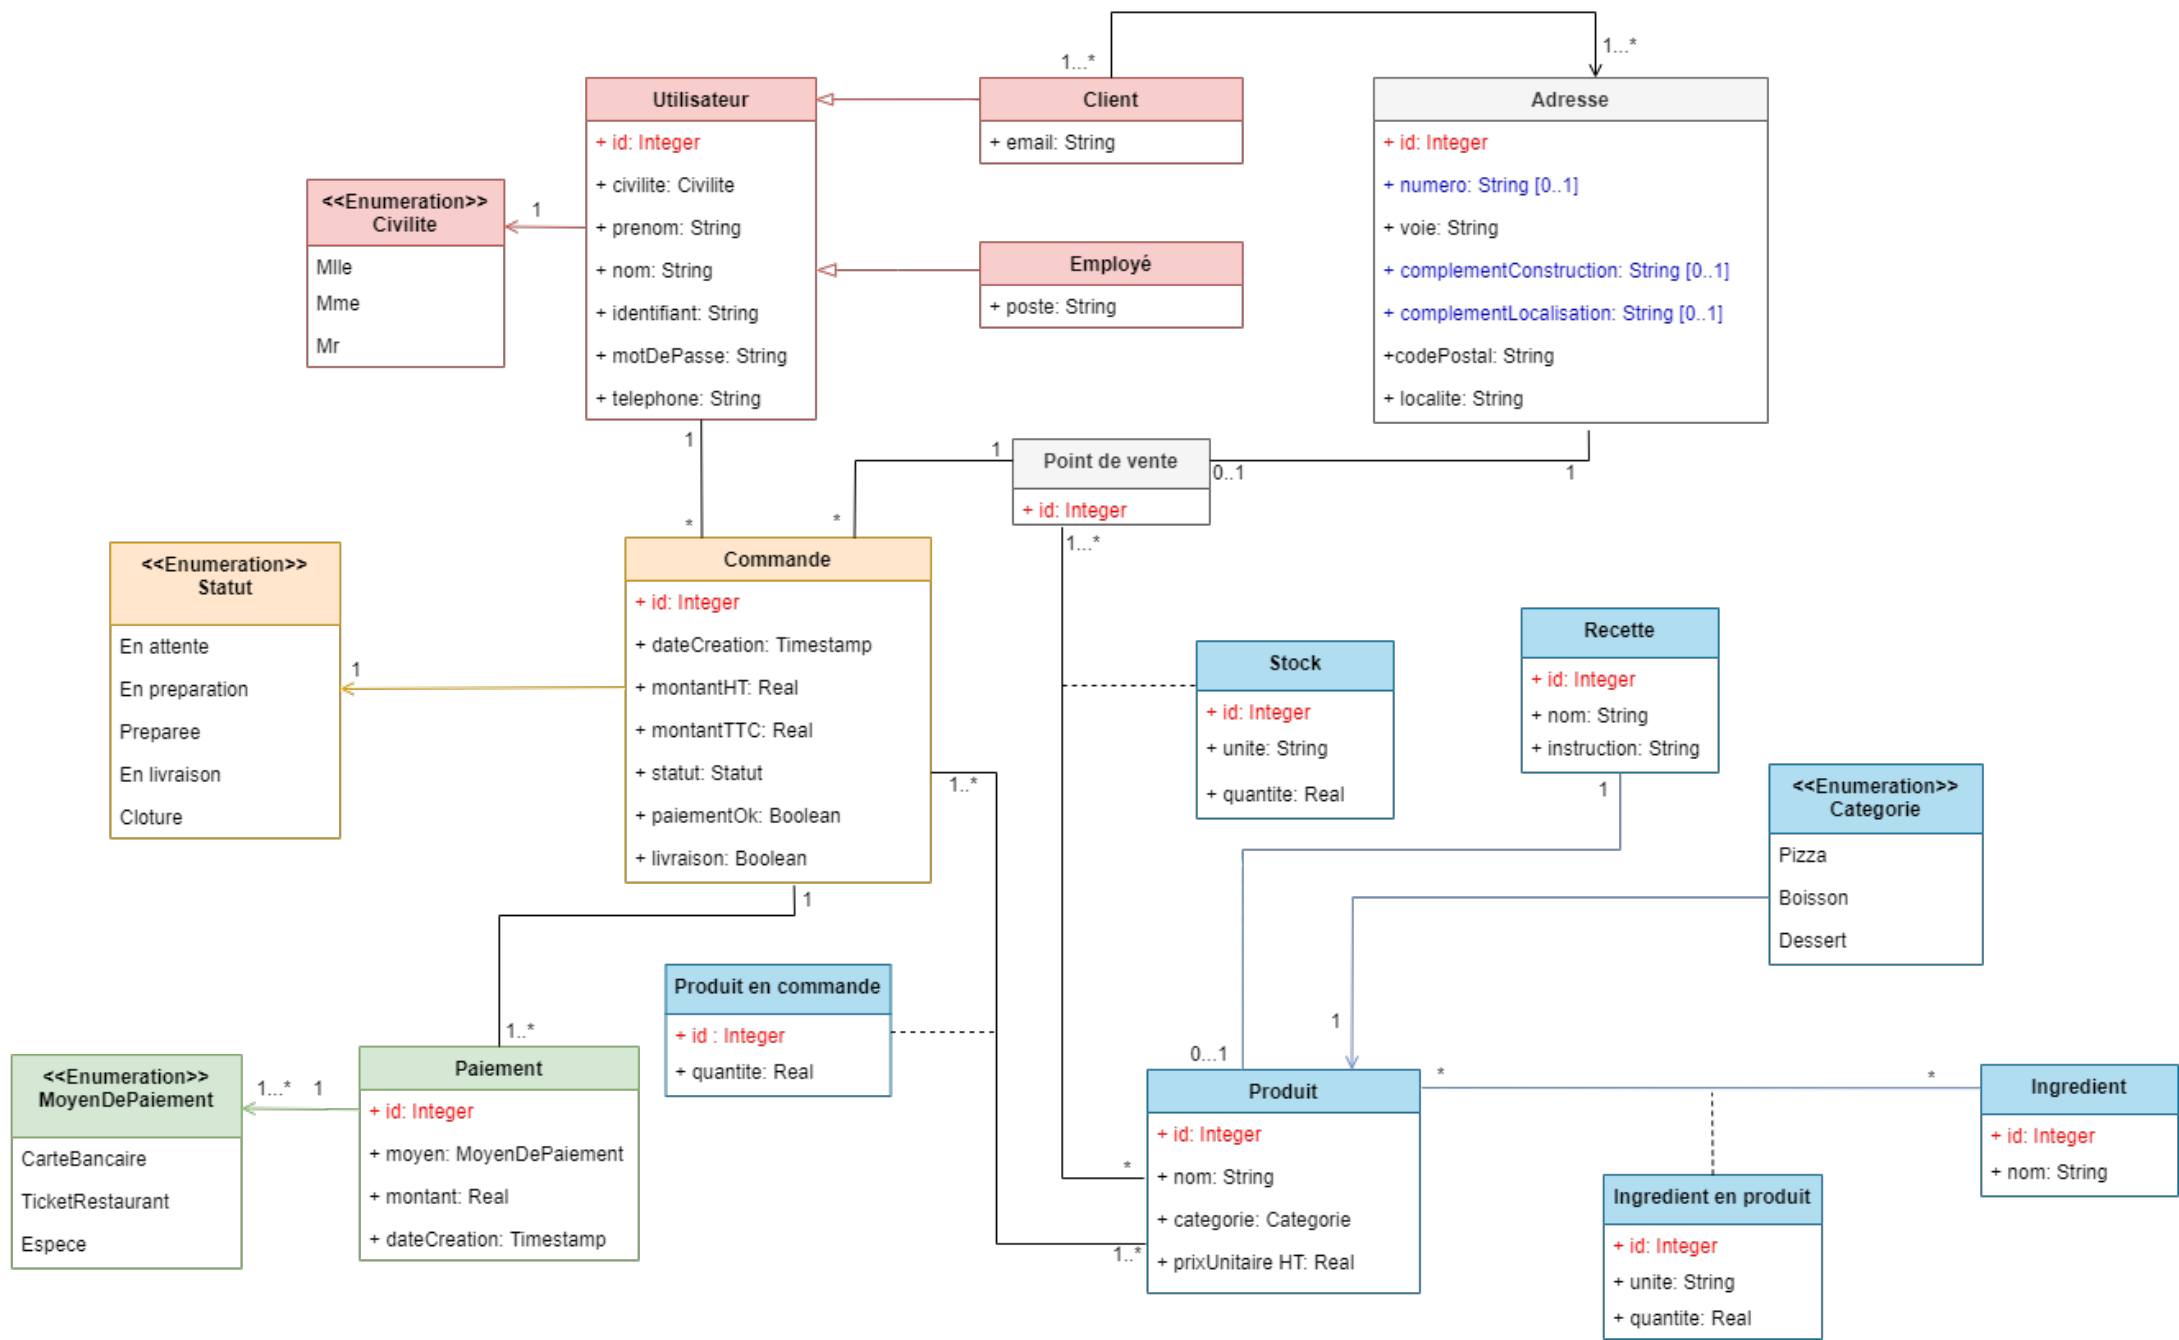 1...*
1...*
Utilisateur
+ id: Integer
+ civilite: Civilite
+ prenom: String
+ nom: String
+ identifiant: String
+ motDePasse: String
+ telephone: String
Client
+ email: String
Adresse
+ id: Integer
+ numero: String [0..1]
+ voie: String
+ complementConstruction: String [0..1]
+ complementLocalisation: String [0..1]
+codePostal: String
+ localite: String
<<Enumeration>>
Civilite
Mlle
Mme
Mr
1
Employé
+ poste: String
1
*
1
*
Point de vente
+ id: Integer
0..1
1
1...*
<<Enumeration>>
Statut
En attente
En preparation
Preparee
En livraison
Cloture
1
Commande
+ id: Integer
+ dateCreation: Timestamp
+ montantHT: Real
+ montantTTC: Real
+ statut: Statut
+ paiementOk: Boolean
+ livraison: Boolean
1..*
1
Stock
+ id: Integer
+ unite: String
+ quantite: Real
Recette
+ id: Integer
+ nom: String
+ instruction: String
1
<<Enumeration>>
Categorie
Pizza
Boisson
Dessert
Produit en commande
+ id : Integer
+ quantite: Real
1..*
<<Enumeration>>
MoyenDePaiement
CarteBancaire
TicketRestaurant
Espece
1...*
1
Paiement
+ id: Integer
+ moyen: MoyenDePaiement
+ montant: Real
+ dateCreation: Timestamp
0...1
1
Produit
+ id: Integer
+ nom: String
+ categorie: Categorie
+ prixUnitaire HT: Real
*
1..*
*
*
Ingredient
+ id: Integer
+ nom: String
Ingredient en produit
+ id: Integer
+ unite: String
+ quantite: Real